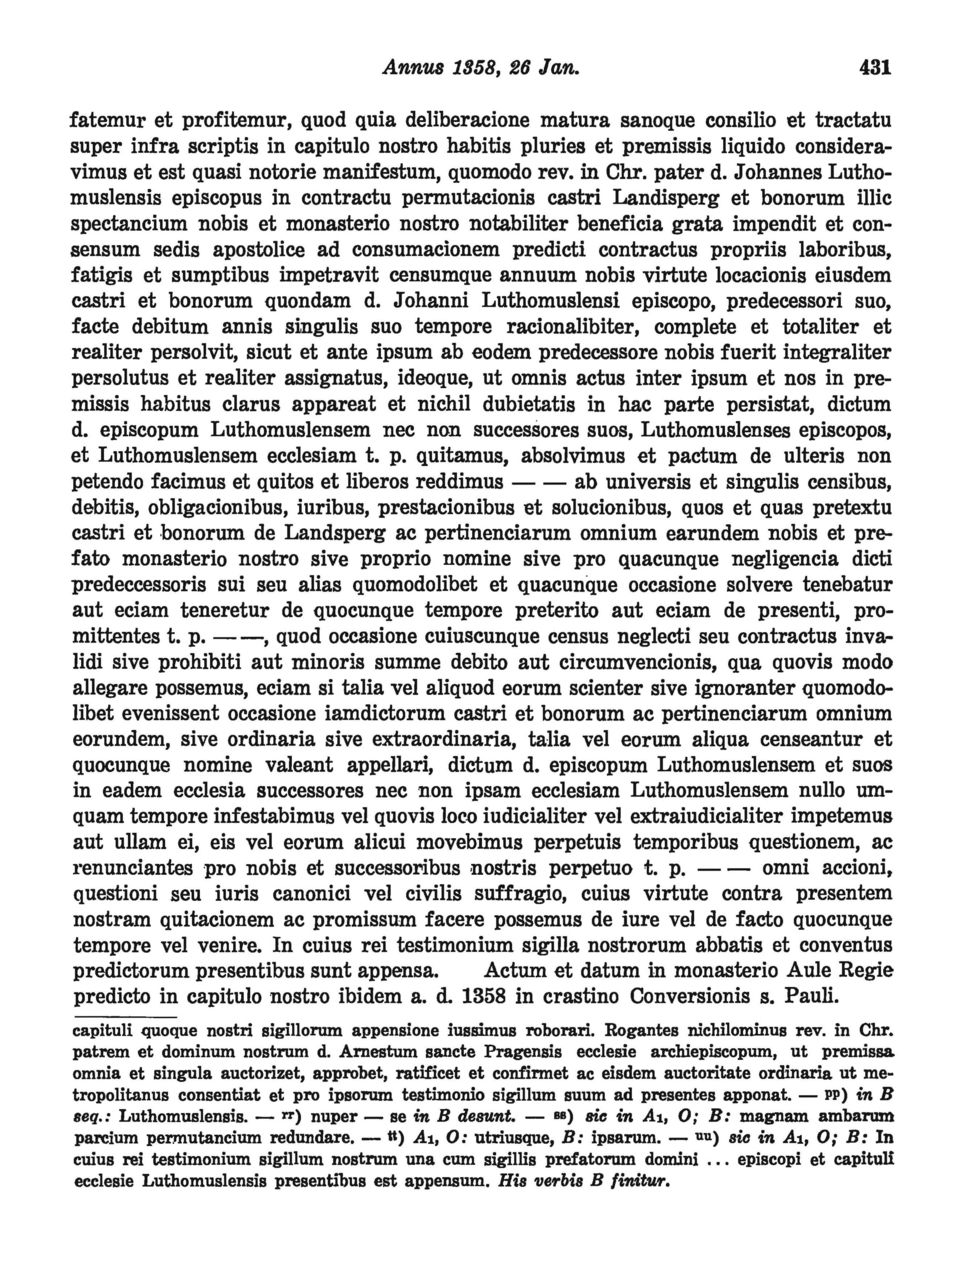 Annus 1358, 26 Jan. 431
fatemur et profitemur, quod quia deliberacione matura sanoque consilio et tractatu
super infra scriptis in capitulo nostro habitis pluries et premissis liquido considera-
vimus et est quasi notorie manifestum, quomodo rev. in Chr. pater d. Johannes Lutho-
muslensis episcopus in contractu permutacionis castri Landisperg et bonorum illic
spectancium nobis et monasterio nostro notabiliter beneficia grata impendit et con-
sensum sedis apostolice ad consumacionem predicti contractus propriis laboribus,
fatigis et sumptibus impetravit censumque annuum nobis virtute locacionis eiusdem
castri et bonorum quondam d. Johanni Luthomuslensi episcopo, predecessori suo,
facte debitum annis singulis suo tempore racionalibiter, complete et totaliter et
realiter persolvit, sicut et ante ipsum ab eodem predecessore nobis fuerit integraliter
persolutus et realiter assignatus, ideoque, ut omnis actus inter ipsum et nos in pre-
missis habitus clarus appareat et nichil dubietatis in hac parte persistat, dictum
d. episcopum Luthomuslensem nec non successores suos, Luthomuslenses episcopos,
et Luthomuslensem ecclesiam t. p. quitamus, absolvimus et pactum de ulteris non
petendo facimus et quitos et liberos reddimus — — ab universis et singulis censibus,
debitis, obligacionibus, iuribus, prestacionibus et solucionibus, quos et quas pretextu
castri et bonorum de Landsperg ac pertinenciarum omnium earundem nobis et pre-
fato monasterio nostro sive proprio nomine sive pro quacunque negligencia dicti
predeccessoris sui seu alias quomodolibet et quacunque occasione solvere tenebatur
aut eciam teneretur de quocunque tempore preterito aut eciam de presenti, pro-
mittentes t. p. — —, quod occasione cuiuscunque census neglecti seu contractus inva-
lidi sive prohibiti aut minoris summe debito aut circumvencionis, qua quovis modo
allegare possemus, eciam si talia vel aliquod eorum scienter sive ignoranter quomodo-
libet evenissent occasione iamdictorum castri et bonorum ac pertinenciarum omnium
eorundem, sive ordinaria sive extraordinaria, talia vel eorum aliqua censeantur et
quocunque nomine valeant appellari, dictum d. episcopum Luthomuslensem et suos
in eadem ecclesia successores nec non ipsam ecclesiam Luthomuslensem nullo um-
quam tempore infestabimus vel quovis loco iudicialiter vel extraiudicialiter impetemus
aut ullam ei, eis vel eorum alicui movebimus perpetuis temporibus questionem, ac
renunciantes pro nobis et successoribus nostris perpetuo t. p. — — omni accioni,
questioni seu iuris canonici vel civilis suffragio, cuius virtute contra presentem
nostram quitacionem ac promissum facere possemus de iure vel de facto quocunque
tempore vel venire. In cuius rei testimonium sigilla nostrorum abbatis et conventus
predictorum presentibus sunt appensa. Actum et datum in monasterio Aule Regie
predicto in capitulo nostro ibidem a. d. 1358 in crastino Conversionis s. Pauli.
capituli quoque nostri sigillorum appensione iussimus roborari. Rogantes nichilominus rev. in Chr.
patrem et dominum nostrum d. Arnestum sancte Pragensis ecclesie archiepiscopum, ut premissa
omnia et singula auctorizet, approbet, ratificet et confirmet ac eisdem auctoritate ordinaria ut me-
tropolitanus consentiat et pro ipsorum testimonio sigillum suum ad presentes apponat. — pp) in B
seq.: Luthomuslensis. — rr) nuper — se in B desunt. — ss) sic in A1, O; B: magnam ambarum
parcium permutancium redundare. — tt) A1, O: utriusque, B: ipsarum. — uu) sic in A1, O; B: In
cuius rei testimonium sigillum nostrum una cum sigillis prefatorum domini ... episcopi et capituli
ecclesie Luthomuslensis presentibus est appensum. His verbis B finitur.